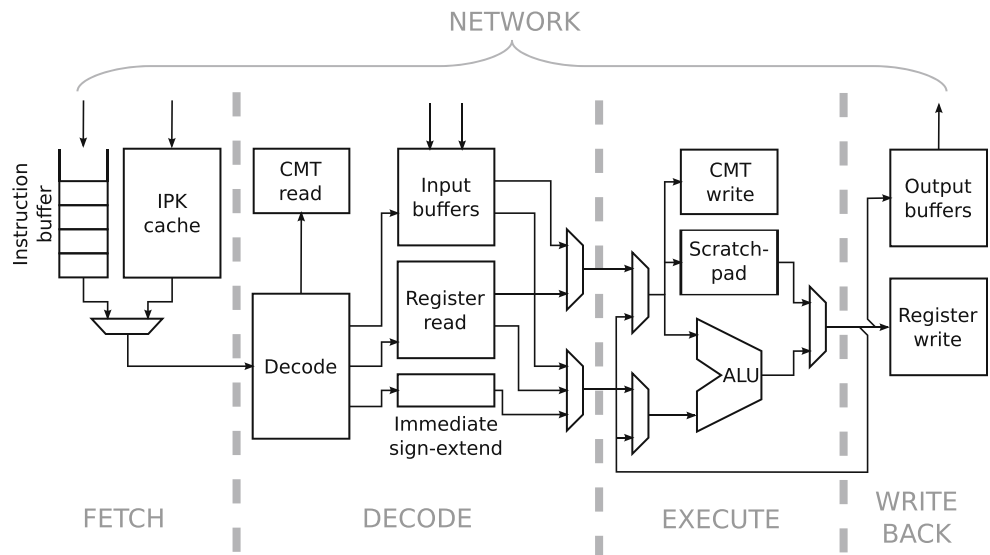 NETWORK
Instruction
buffer
IPK
cache
CMT
read
Input
buffers
Register
read
Decode
Immediate
sign-extend
CMT
write
Scratch-
pad
ALU
Output
buffers
Register
write
FETCH
DECODE
EXECUTE
WRITE
BACK